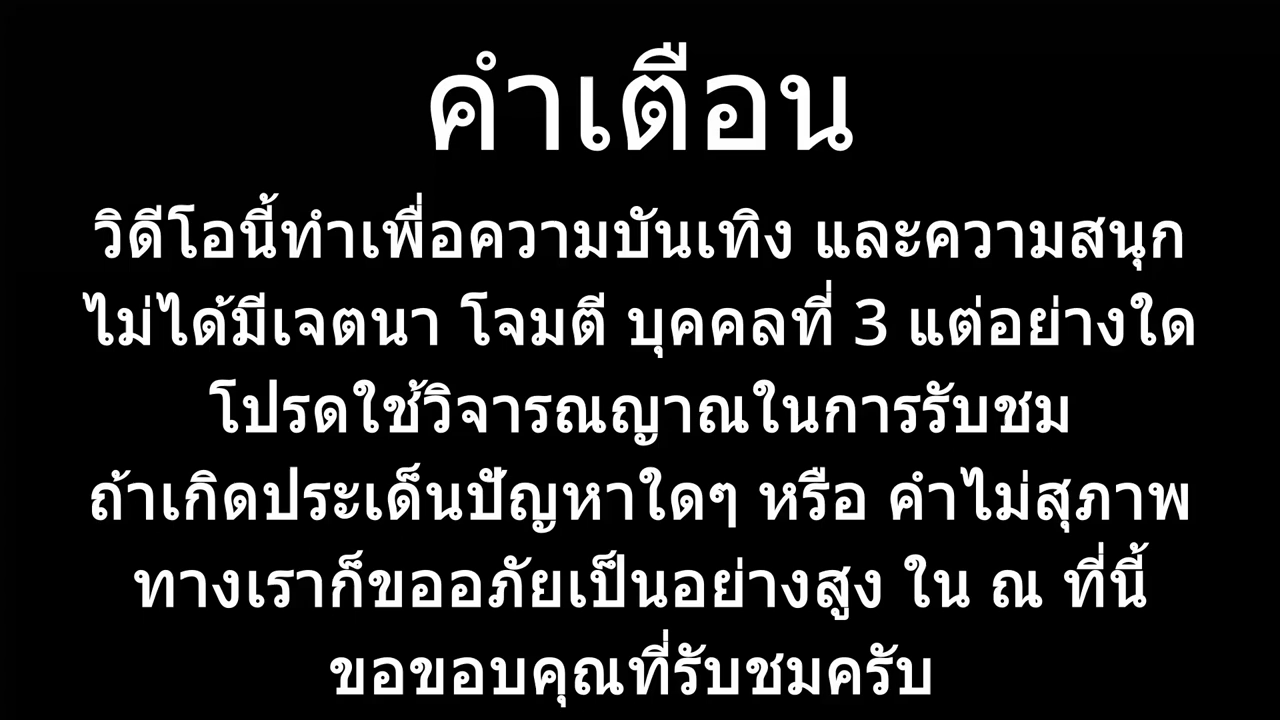 คำเตือน
วิดีโอนี้ทำเพื่อความบันเทิง และความสนุก
ไม่ได้มีเจตนา โจมตี บุคคลที่ 3 แต่อย่างใด
โปรดใช้วิจารณญาณในการรับชม
ถ้าเกิดประเด็นปัญหาใดๆ หรือ คำไม่สุภาพ
ทางเราก็ขออภัยเป็นอย่างสูง ใน ณ ที่นี้
ขอขอบคุณที่รับชมครับ